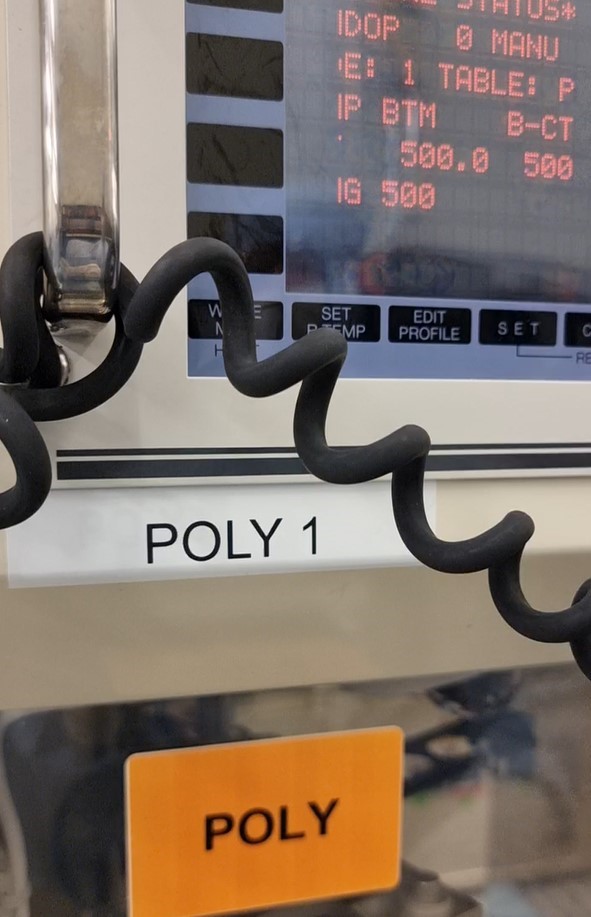 STATUS*
IDOP 0 MANU
E: 1 TABLE: P
IP BTM B-CT
500.0 500
IG 500
SET
EDIT
PROFILE
SET
POLY 1
POLY